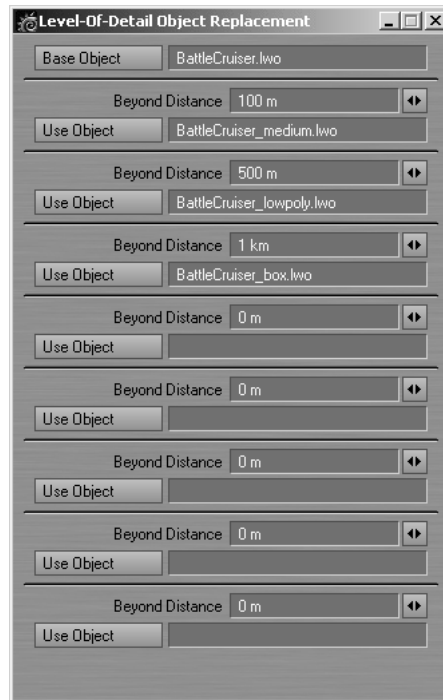 Level-Of-Detail Object Replacement
Base Object BattleCruiser.lwo
Beyond Distance 100 m
Use Object BattleCruiser_medium.lwo
Beyond Distance 500 m
Use Object BattleCruiser_lowpoly.lwo
Beyond Distance 1 km
Use Object BattleCruiser_box.lwo
Beyond Distance 0 m
Use Object
Beyond Distance 0 m
Use Object
Beyond Distance 0 m
Use Object
Beyond Distance 0 m
Use Object
Beyond Distance 0 m
Use Object